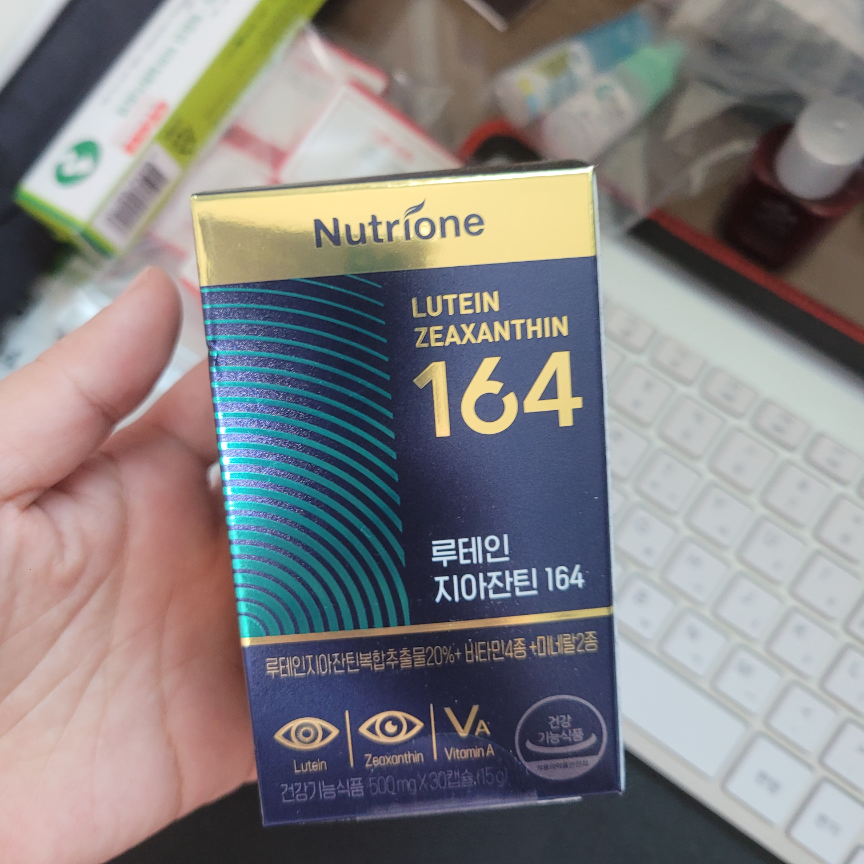 Nutrione
LUTEIN
ZEAXANTHIN
164
루테인
지아잔틴 164
루테인지아잔틴복합추출물20%+ 비타민4종 +미네랄2종
Lutein
Zeaxanthin
VA
Vitamin A
건강
기능식품
건강기능식품 500mg X 30캡슐 (15g)